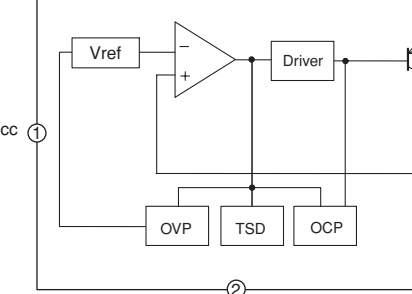 Vref
−
+
Driver
cc ①
OVP
TSD
OCP
②